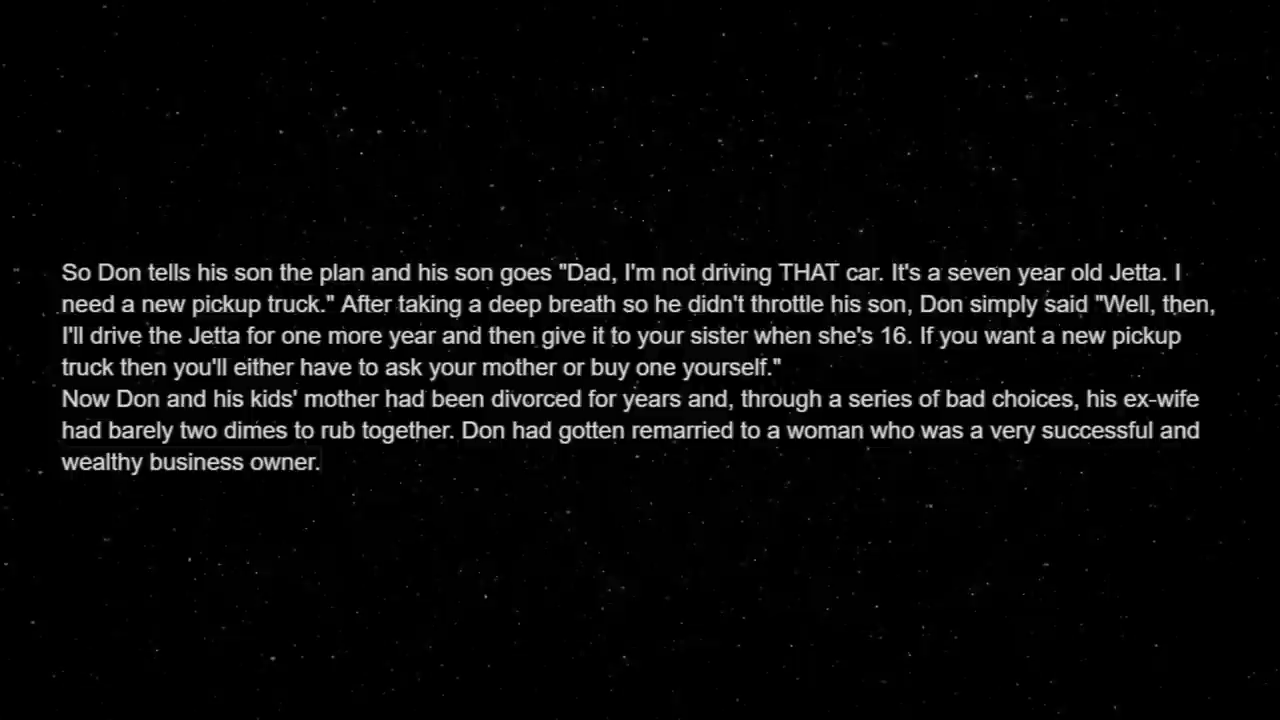 So Don tells his son the plan and his son goes "Dad, I'm not driving THAT car. It's a seven year old Jetta. I
need a new pickup truck." After taking a deep breath so he didn't throttle his son, Don simply said "Well, then,
I'll drive the Jetta for one more year and then give it to your sister when she's 16. If you want a new pickup
truck then you'll either have to ask your mother or buy one yourself."
Now Don and his kids' mother had been divorced for years and, through a series of bad choices, his ex-wife
had barely two dimes to rub together. Don had gotten remarried to a woman who was a very successful and
wealthy business owner.